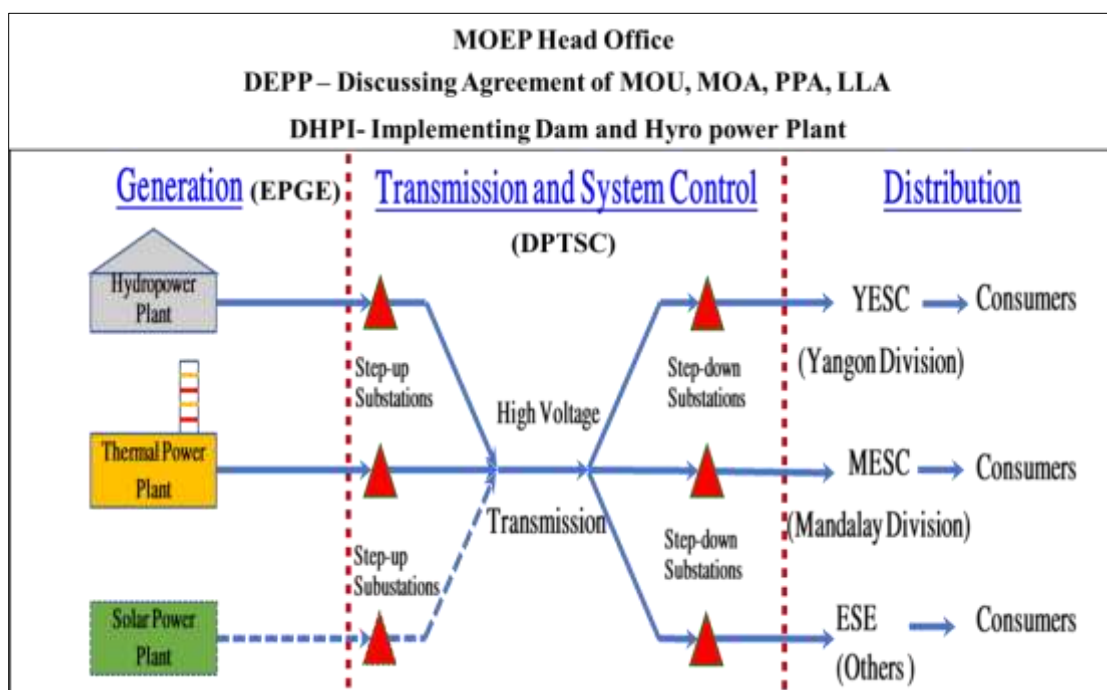 MOEP Head Office
DEPP – Discussing Agreement of MOU, MOA, PPA, LLA
DHPI- Implementing Dam and Hyro power Plant
Generation (EPGE)
Transmission and System Control
(DPTSC)
Distribution
Hydropower
Plant
Step-up
Substations
Step-down
Substations
YESC
Consumers
(Yangon Division)
High Voltage
Transmission
Thermal Power
Plant
MESC
Consumers
(Mandalay Division)
Step-up
Subustations
Step-down
Substations
Solar Power
Plant
ESE
Consumers
(Others )